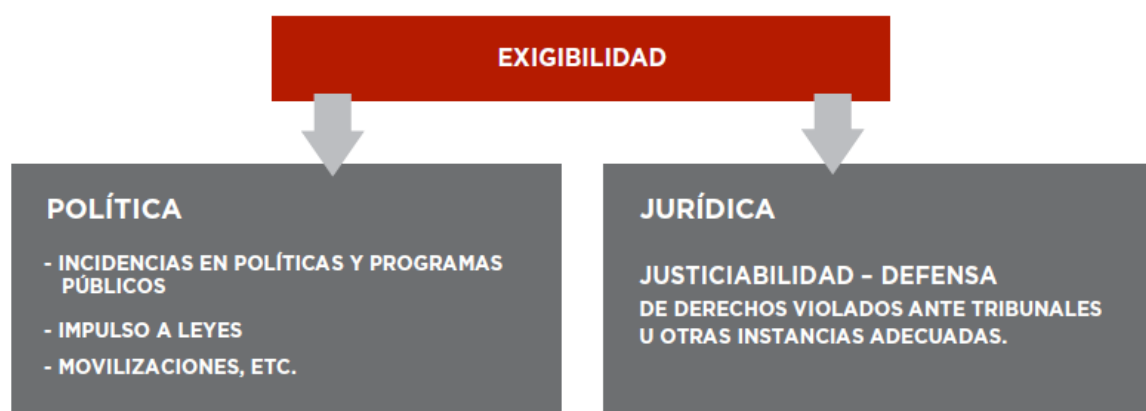 EXIGIBILIDAD
POLÍTICA
- INCIDENCIAS EN POLÍTICAS Y PROGRAMAS
PÚBLICOS
- IMPULSO A LEYES
- MOVILIZACIONES, ETC.
JURÍDICA
JUSTICIABILIDAD – DEFENSA
DE DERECHOS VIOLADOS ANTE TRIBUNALES
U OTRAS INSTANCIAS ADECUADAS.